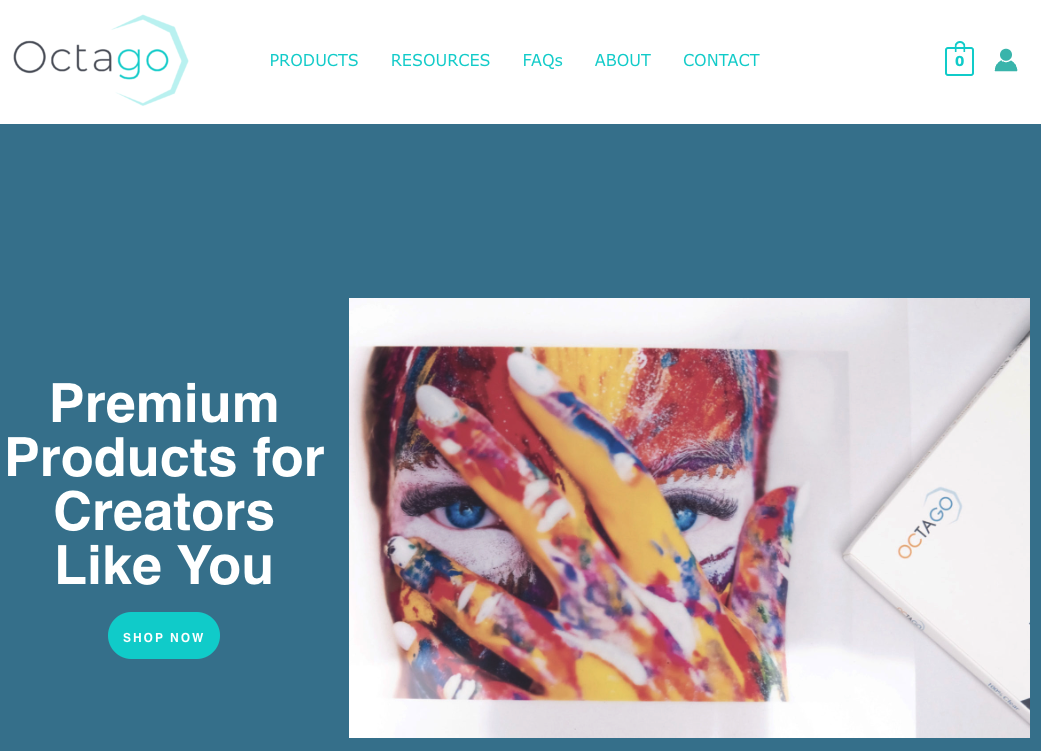 Octago
PRODUCTS
RESOURCES
FAQs
ABOUT
CONTACT
0
Premium
Products for
Creators
Like You
SHOP NOW
OCTAGO